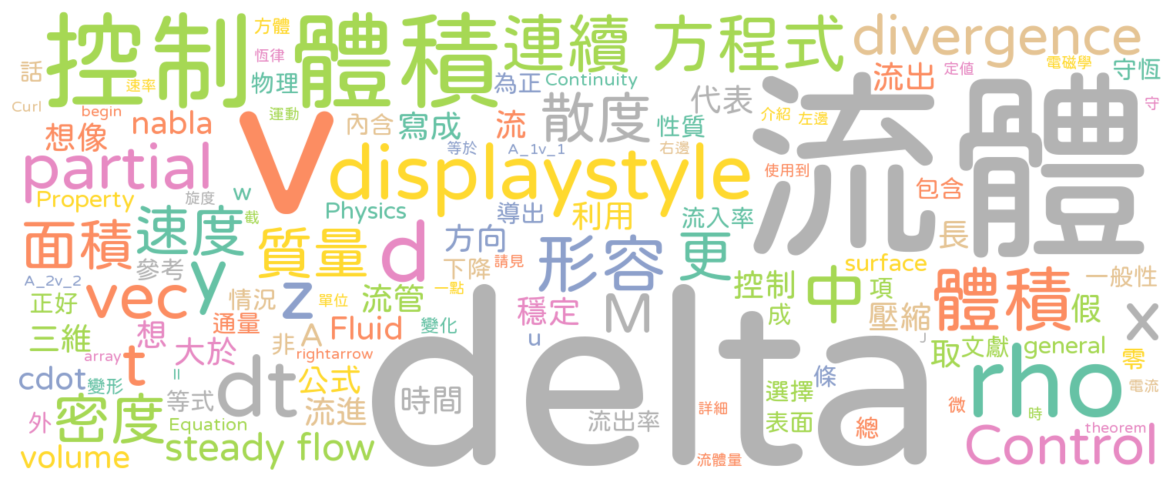 控制體積 連續 方程式 divergence
方體 恆律 話 速率 物理 為正 Continuity 流出 電磁學 定值 守恆
Curl begin 運動 想像 nabla 內含 寫成 流 散度 代表 性質 介紹 左邊 守
partial V displaystyle 流體
等於 A_1v_1 右邊 使用到
Property 旋度 w 截 Physics 導出 利用 流入率 包含
面積 速度 質量 d 方向 形容 更 長
A_2v_2 參考 y 下降 請見 surface 一般性
正好 vec 情況 z 單位 流管 一點 控制 中 項 體積 假 x
三維 想 通量 A Fluid 變化 穩定 M 成 壓縮 J
array 大於 非 rightarrow u 取 文獻 general 零
cdot 變形 t = dt 公式 時間 delta 條 選擇 rho 電流
外 密度 等式 流進 流出率 詳細 表面 總 微 時
Equation theorem
volume steady flow 流體量 Control